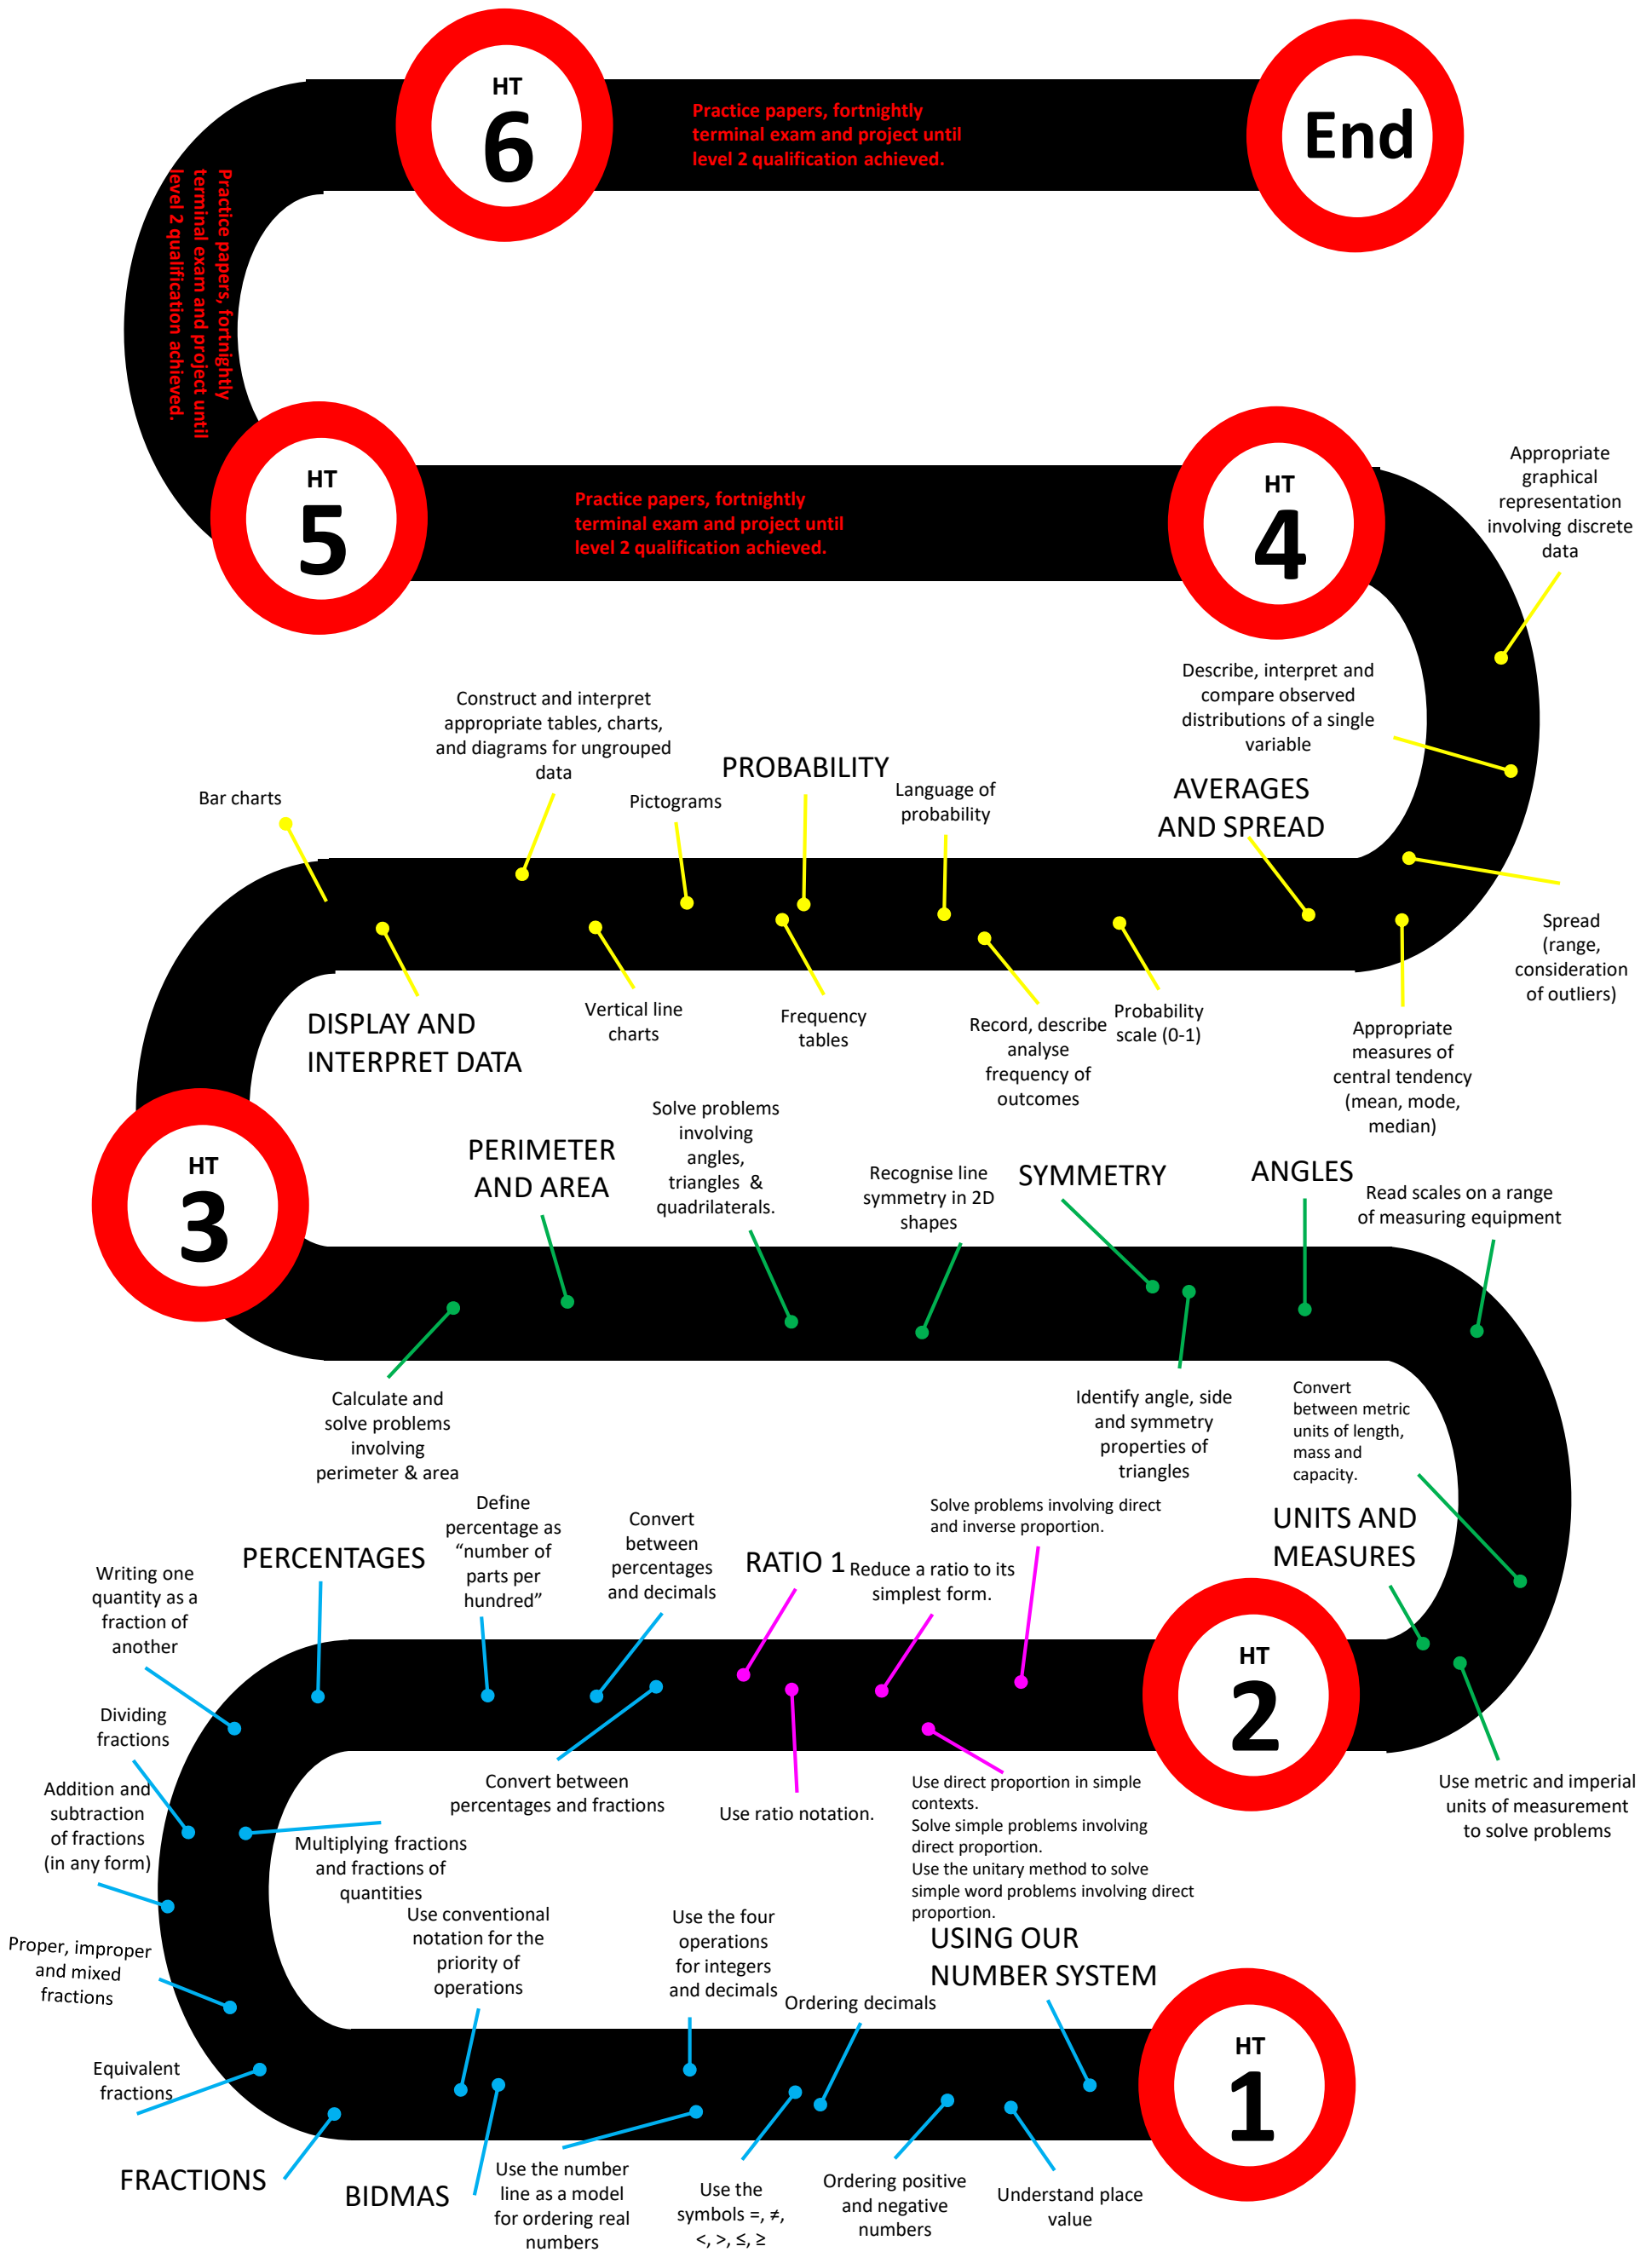 HT
6
Practice papers, fortnightly
terminal exam and project until
level 2 qualification achieved.
End
Practice papers, fortnightly
terminal exam and project until
level 2 qualification achieved.
HT
5
Practice papers, fortnightly
terminal exam and project until
level 2 qualification achieved.
HT
4
Appropriate
graphical
representation
involving discrete
data
Describe, interpret and
compare observed
distributions of a single
variable
Construct and interpret
appropriate tables, charts,
and diagrams for ungrouped
data
PROBABILITY
Bar charts
Pictograms
Language of
probability
AVERAGES
AND SPREAD
Spread
(range,
consideration
of outliers)
DISPLAY AND
INTERPRET DATA
Vertical line
charts
Frequency
tables
Record, describe
analyse
frequency of
outcomes
Probability
scale (0-1)
Appropriate
measures of
central tendency
(mean, mode,
median)
HT
3
PERIMETER
AND AREA
Solve problems
involving
angles,
triangles &
quadrilaterals.
Recognise line
symmetry in 2D
shapes
SYMMETRY
ANGLES
Read scales on a range
of measuring equipment
Calculate and
solve problems
involving
perimeter & area
Identify angle, side
and symmetry
properties of
triangles
Convert
between metric
units of length,
mass and
capacity.
UNITS AND
MEASURES
Writing one
quantity as a
fraction of
another
PERCENTAGES
Define
percentage as
“number of
parts per
hundred”
Convert
between
percentages
and decimals
RATIO 1
Reduce a ratio to its
simplest form.
Solve problems involving direct
and inverse proportion.
HT
2
Dividing
fractions
Addition and
subtraction
of fractions
(in any form)
Multiplying fractions
and fractions of
quantities
Convert between
percentages and fractions
Use ratio notation.
Use direct proportion in simple
contexts.
Solve simple problems involving
direct proportion.
Use the unitary method to solve
simple word problems involving direct
proportion.
Use metric and imperial
units of measurement
to solve problems
Proper, improper
and mixed
fractions
Use conventional
notation for the
priority of
operations
Use the four
operations
for integers
and decimals
Ordering decimals
USING OUR
NUMBER SYSTEM
HT
1
Equivalent
fractions
FRACTIONS
BIDMAS
Use the number
line as a model
for ordering real
numbers
Use the
symbols =, ≠,
<, >, ≤, ≥
Ordering positive
and negative
numbers
Understand place
value